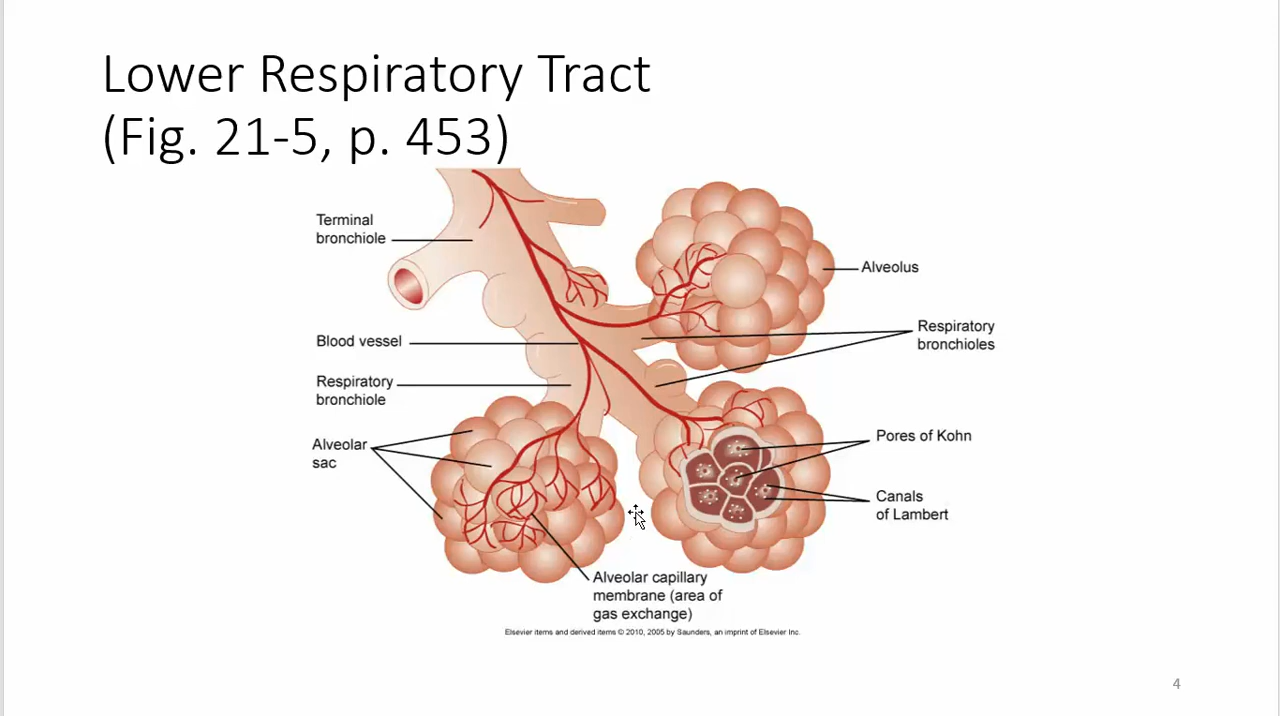 Lower Respiratory Tract
(Fig. 21-5, p. 453)
Terminal
bronchiole
Alveolus
Respiratory
bronchioles
Blood vessel
Respiratory
bronchiole
Alveolar
sac
Pores of Kohn
Canals
of Lambert
Alveolar capillary
membrane (area of
gas exchange)
Elsevier items and derived items © 2010, 2005 by Saunders, an imprint of Elsevier Inc.
4